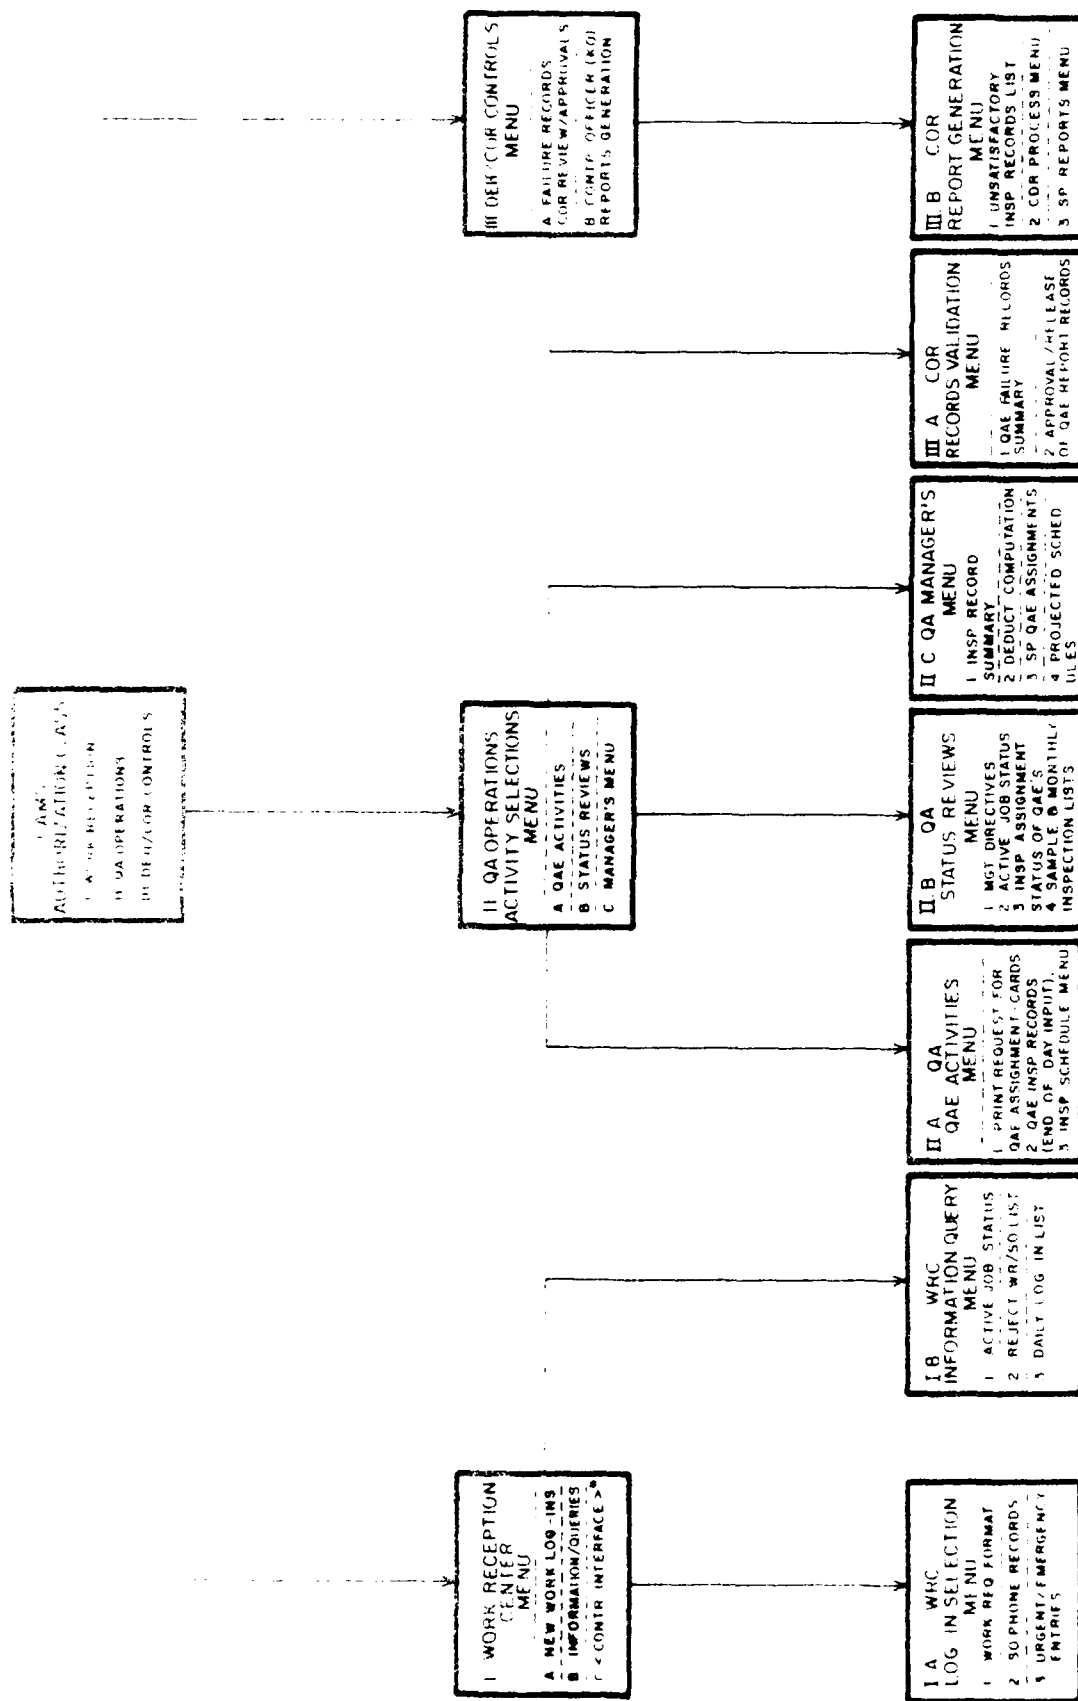 AUTHORIZATION CLASS
I WORK RECEPTION
II QA OPERATIONS
III DEH/COR CONTROLS
I WORK RECEPTION
CENTER
MENU
A NEW WORK LOG-INS
B INFORMATION/QUERIES
C <CONTR INTERFACE>*
II QA OPERATIONS
ACTIVITY SELECTIONS
MENU
A QAE ACTIVITIES
B STATUS REVIEWS
C MANAGER'S MENU
III DEH/COR CONTROLS
MENU
A FAILURE RECORDS
COR REVIEW/APPROVALS
B CONTR OFFICER (KO)
REPORTS GENERATION
I A WRC
LOG IN SELECTION
MENU
1 WORK REQ FORMAT
2 SO PHONE RECORDS
3 URGENT/EMERGENCY
ENTRIES
I B WRC
INFORMATION QUERY
MENU
1 ACTIVE JOB STATUS
2 REJECT WR/SO LIST
3 DAILY LOG IN LIST
II A QA
QAE ACTIVITIES
MENU
1 PRINT REQUEST FOR
QAE ASSIGNMENT-CARDS
2 QAE INSP RECORDS
(END OF DAY INPUT).
3 INSP SCHEDULE MENU
II.B QA
STATUS REVIEWS
MENU
1 MGT DIRECTIVES
2 ACTIVE JOB STATUS
3 INSP ASSIGNMENT
STATUS OF QAE'S
4 SAMPLE & MONTHLY
INSPECTION LISTS
II C QA MANAGER'S
MENU
1 INSP RECORD
SUMMARY
2 DEDUCT COMPUTATION
3 SP QAE ASSIGNMENTS
4 PROJECTED SCHED
ULES
III A COR
RECORDS VALIDATION
MENU
1 QAE FAILURE RECORDS
SUMMARY
2 APPROVAL/RELEASE
OF QAE REPORT RECORDS
III B COR
REPORT GENERATION
MENU
1 UNSATISFACTORY
INSP RECORDS LIST
2 CDR PROCESS MENU
3 SP REPORTS MENU